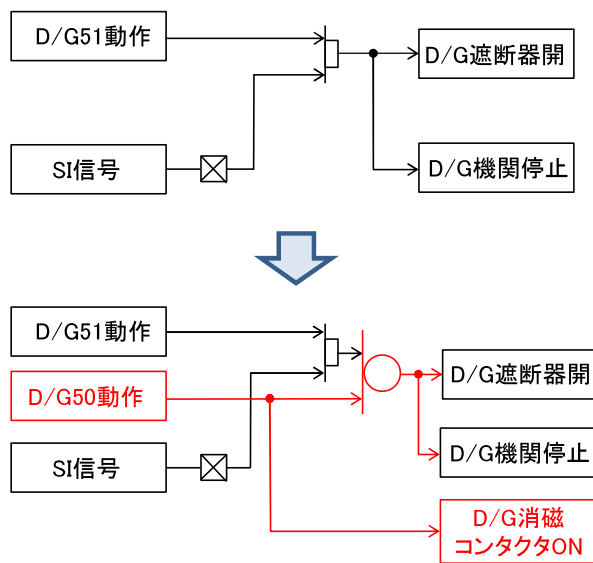 D/G51動作
D/G遮断器開
SI信号
D/G機関停止
D/G51動作
D/G遮断器開
D/G50動作
D/G機関停止
SI信号
D/G消磁
コンタクタON